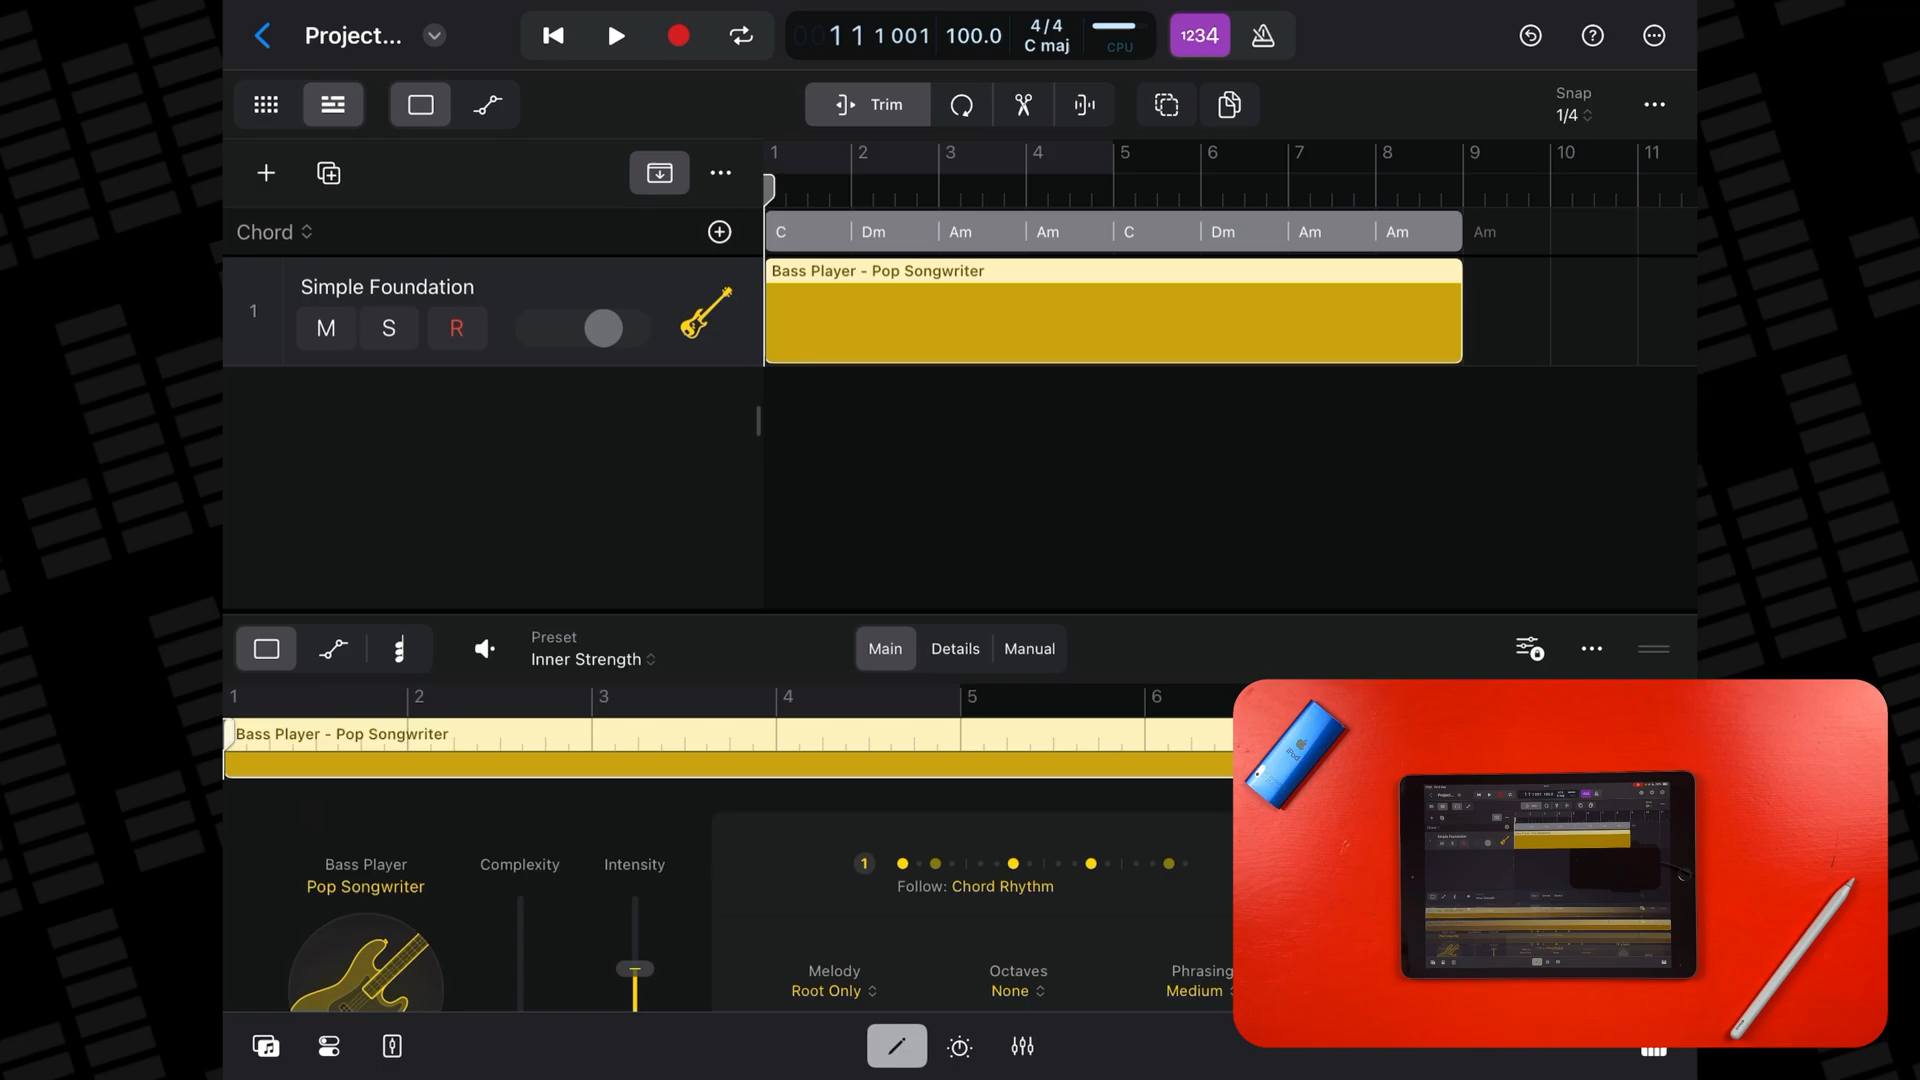 Project...
00 1 1 1 001
100.0
4/4
C maj
CPU
1234
?
Trim
Snap
1/4
1 2 3 4 5 6 7 8 9 10 11
Chord
C Dm Am Am C Dm Am Am Am
1
Simple Foundation
M S R
Bass Player - Pop Songwriter
Preset
Inner Strength
Main Details Manual
1 2 3 4 5 6
Bass Player - Pop Songwriter
Bass Player
Pop Songwriter
Complexity
Intensity
1
Follow: Chord Rhythm
Melody
Root Only
Octaves
None
Phrasing
Medium
iPod